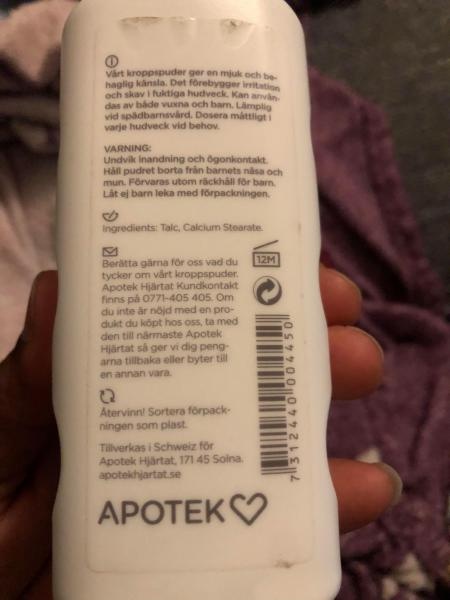 Vårt kroppspuder ger en mjuk och be-
haglig känsla. Det förebygger irritation
och skav i fuktiga hudveck. Kan använ-
das av både vuxna och barn. Lämplig
vid spädbarnsvård. Dosera måttligt i
varje hudveck vid behov.
VARNING:
Undvik inandning och ögonkontakt.
Håll pudret borta från barnets näsa och
mun. Förvaras utom räckhåll för barn.
Låt ej barn leka med förpackningen.
Ingredients: Talc, Calcium Stearate.
Berätta gärna för oss vad du
tycker om vårt kroppspuder.
Apotek Hjärtat Kundkontakt
finns på 0771-405 405. Om
du inte är nöjd med en pro-
dukt du köpt hos oss, ta med
den till närmaste Apotek
Hjärtat så ger vi dig peng-
arna tillbaka eller byter till
en annan vara.
12M
Återvinn! Sortera förpack-
ningen som plast.
Tillverkas i Schweiz för
Apotek Hjärtat, 171 45 Solna.
apotekhjartat.se
7 312440 004450
APOTEK